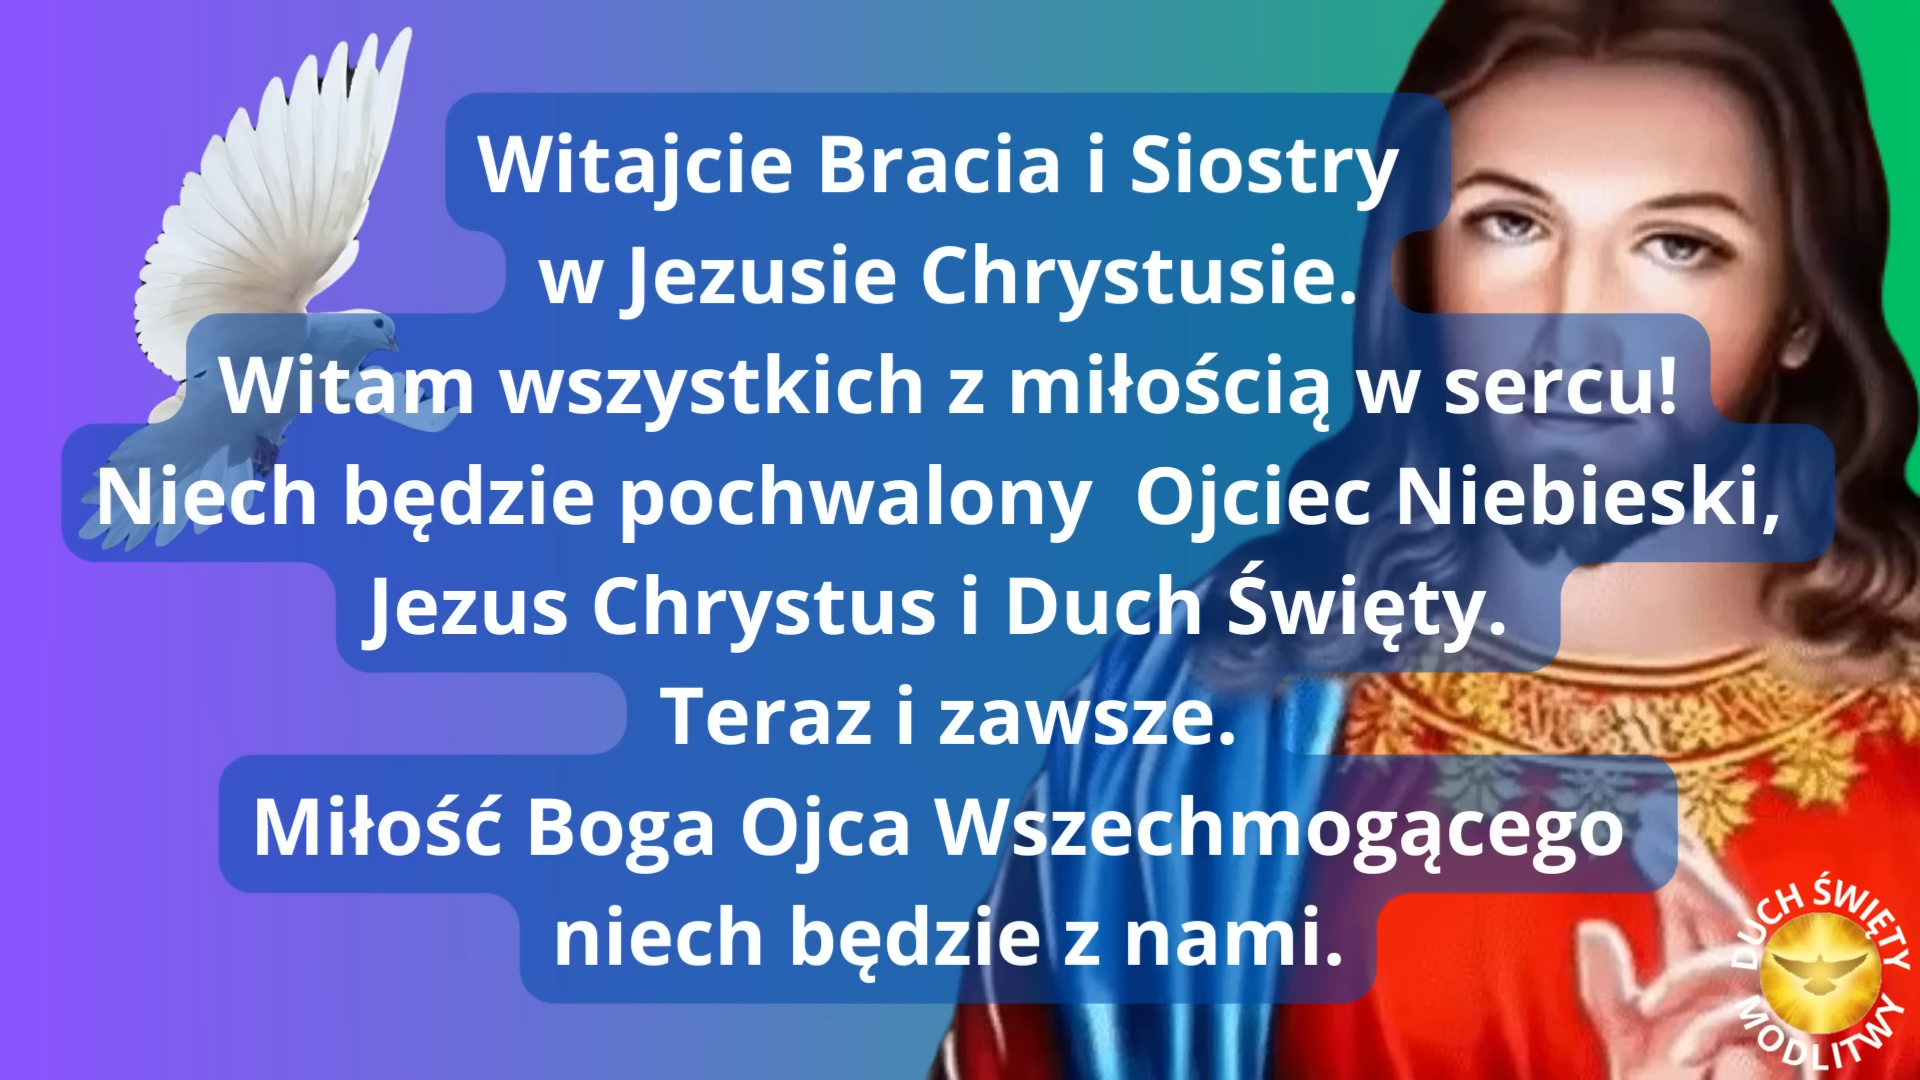 Witajcie Bracia i Siostry
w Jezusie Chrystusie.
Witam wszystkich z miłością w sercu!
Niech będzie pochwalony  Ojciec Niebieski,
Jezus Chrystus i Duch Święty.
Teraz i zawsze.
Miłość Boga Ojca Wszechmogącego
niech będzie z nami.
DUCH ŚWIĘTY
MODLITWY